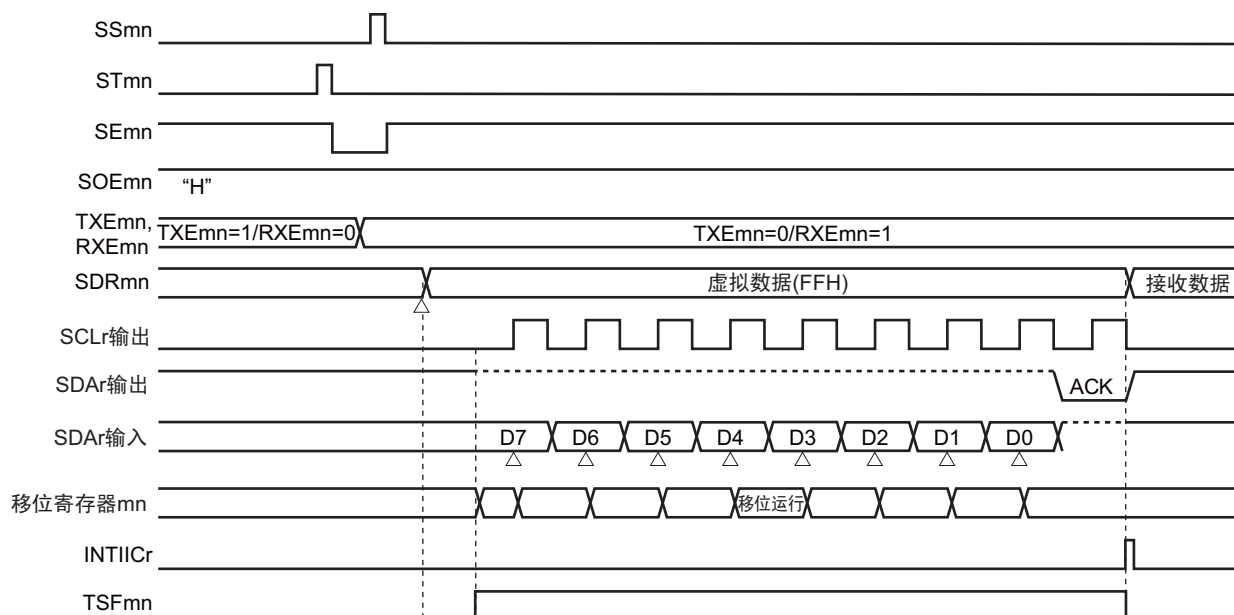 SSmn
STmn
SEmn
SOEmn “H”
TXEmn,
RXEmn TXEmn=1/RXEmn=0 TXEmn=0/RXEmn=1
SDRmn 虚拟数据(FFH) 接收数据
SCLr输出
SDAr输出 ACK
SDAr输入 D7 D6 D5 D4 D3 D2 D1 D0
移位寄存器mn 移位运行
INTIICr
TSFmn